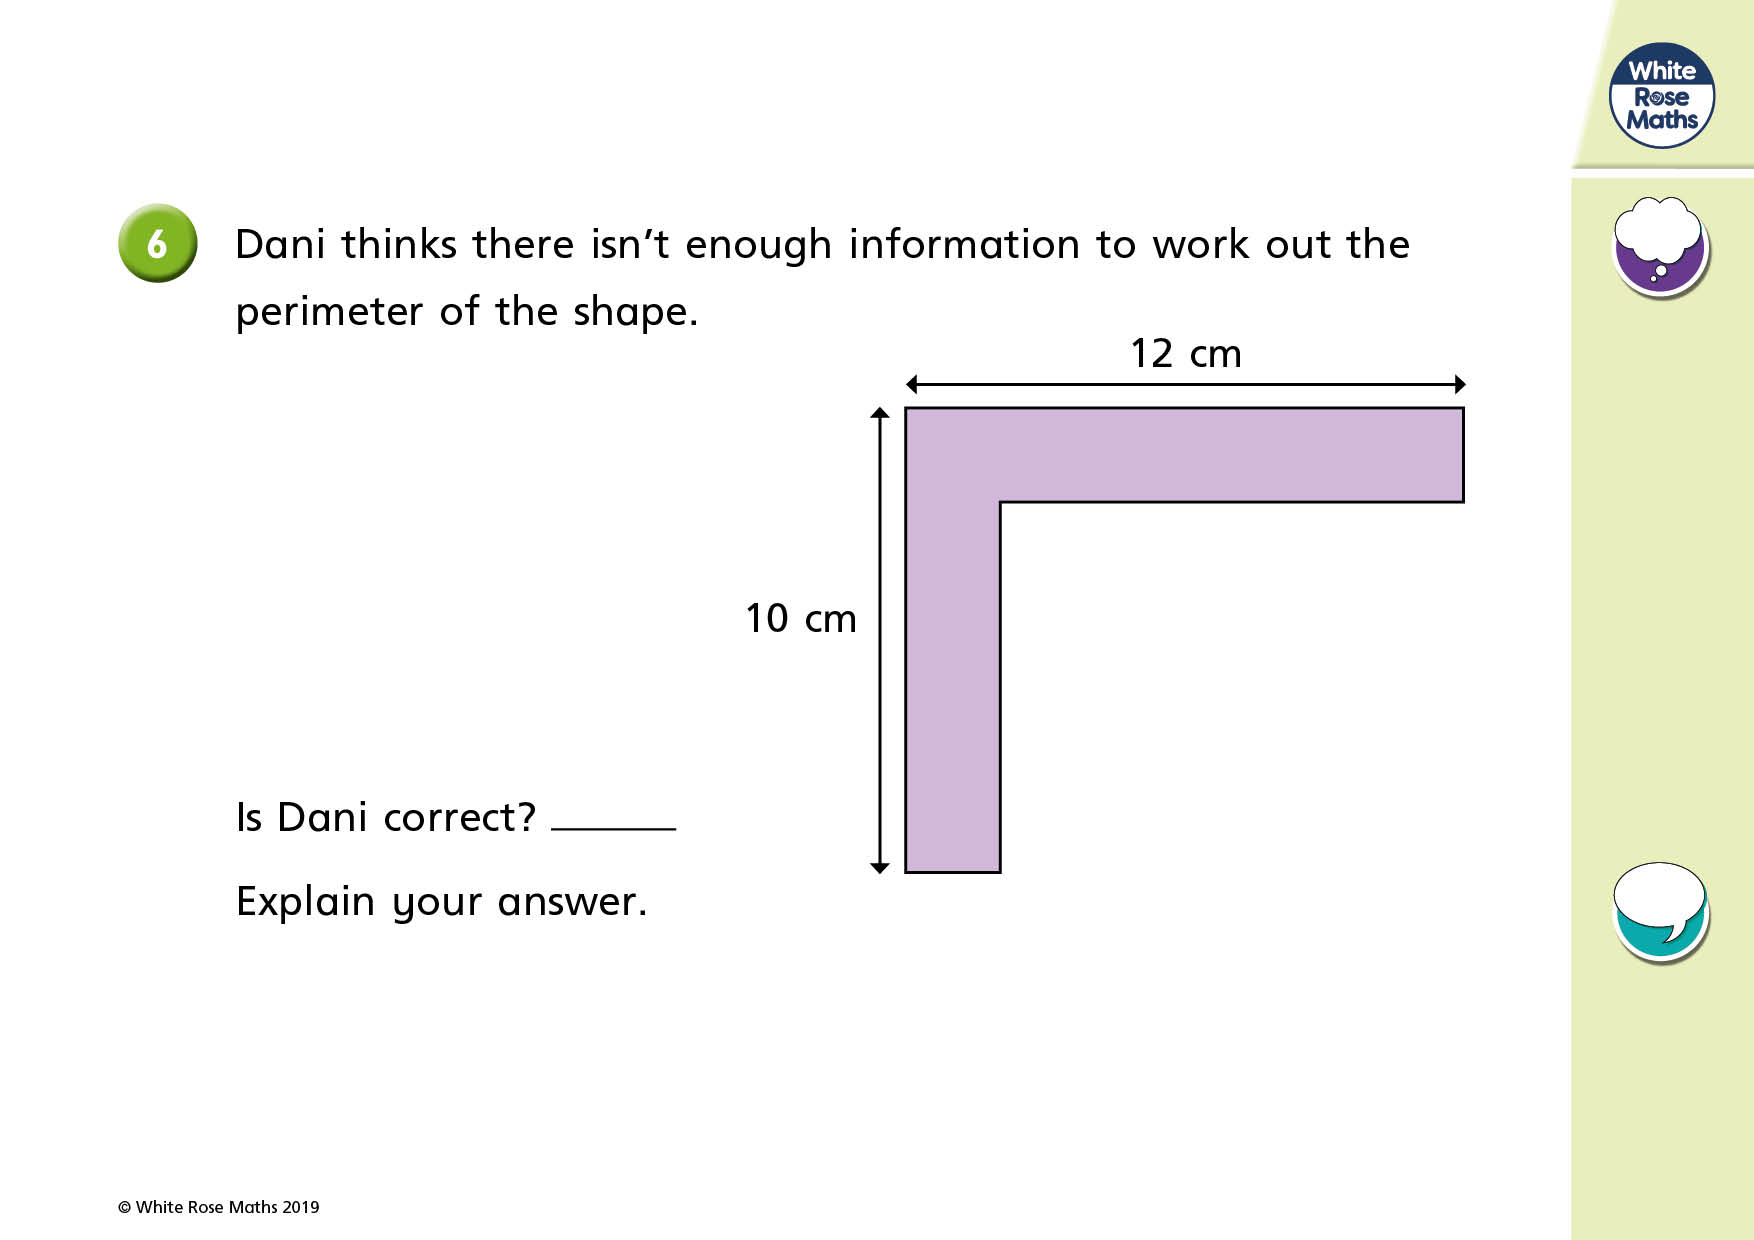 White
Rose
Maths
6
Dani thinks there isn’t enough information to work out the
perimeter of the shape.
12 cm
10 cm
Is Dani correct? ______
Explain your answer.
© White Rose Maths 2019